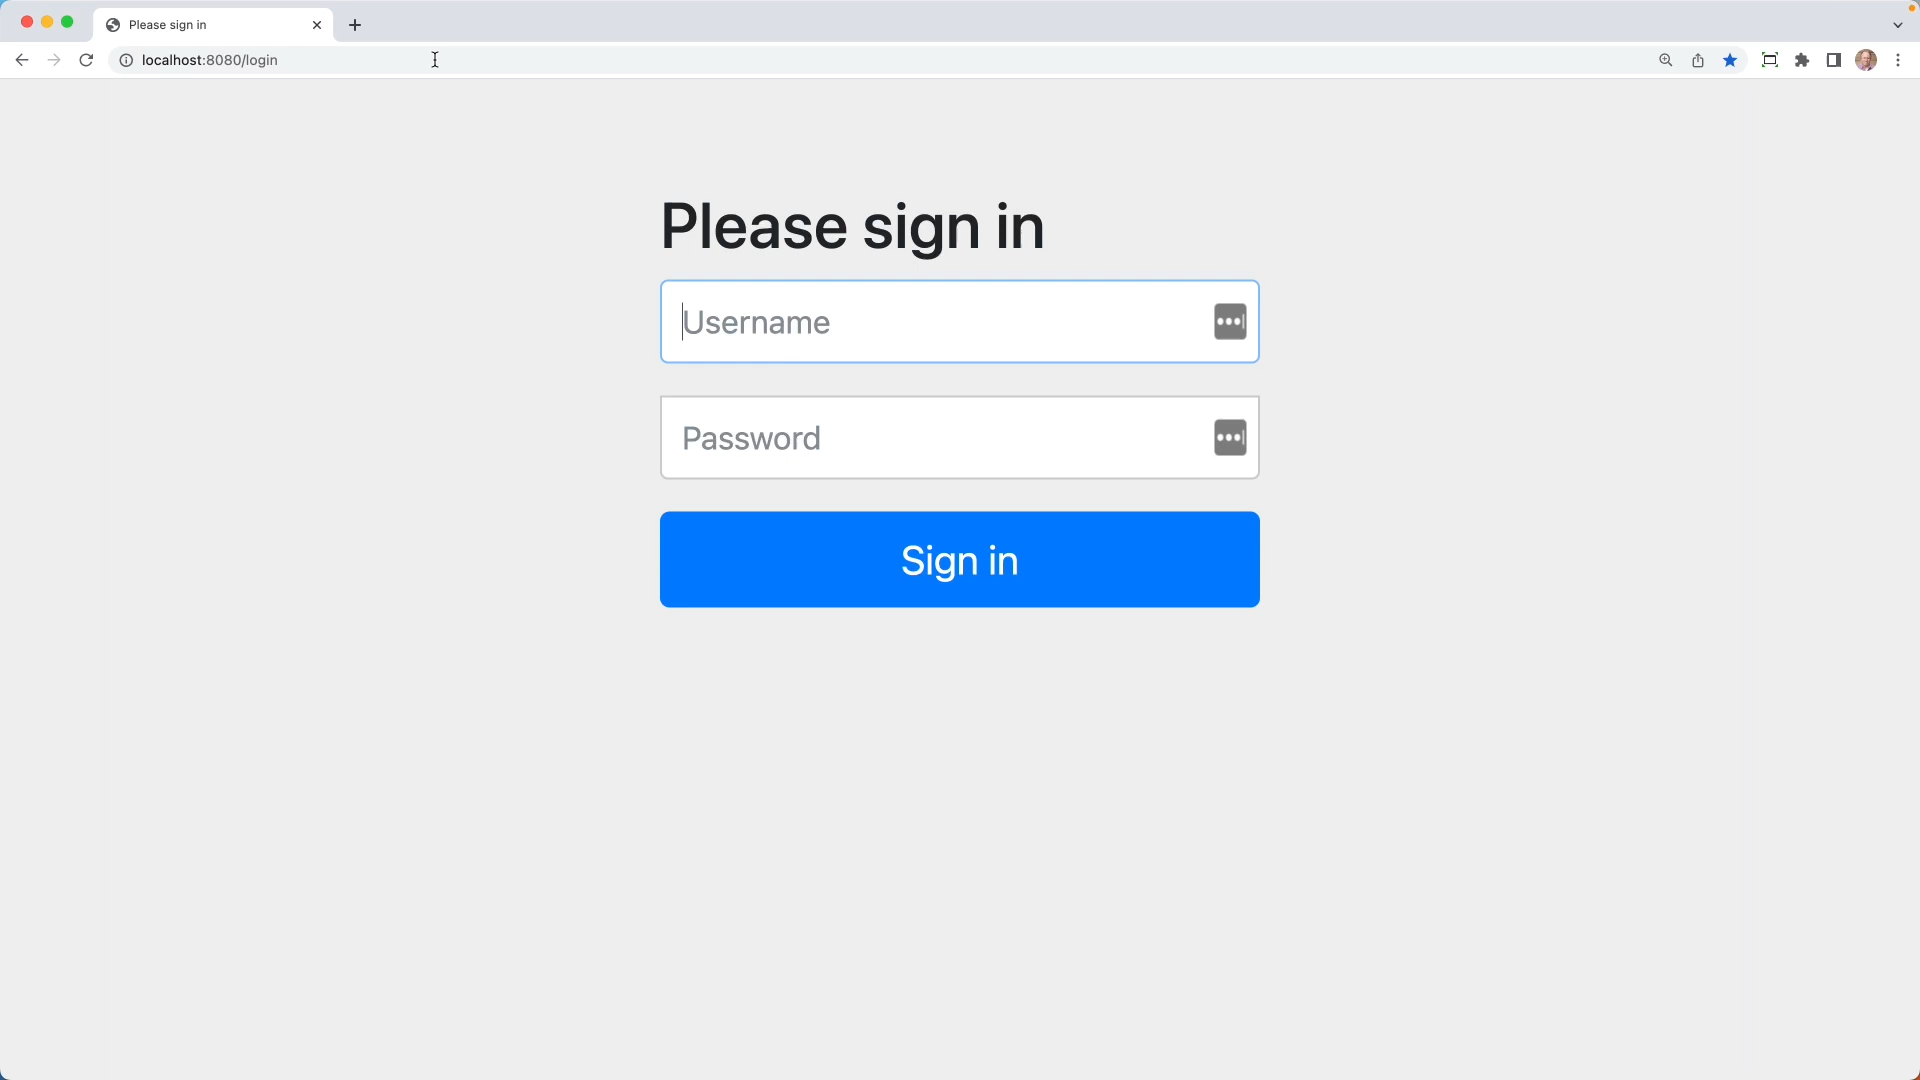 Please sign in
localhost:8080/login
Please sign in
Username
Password
Sign in